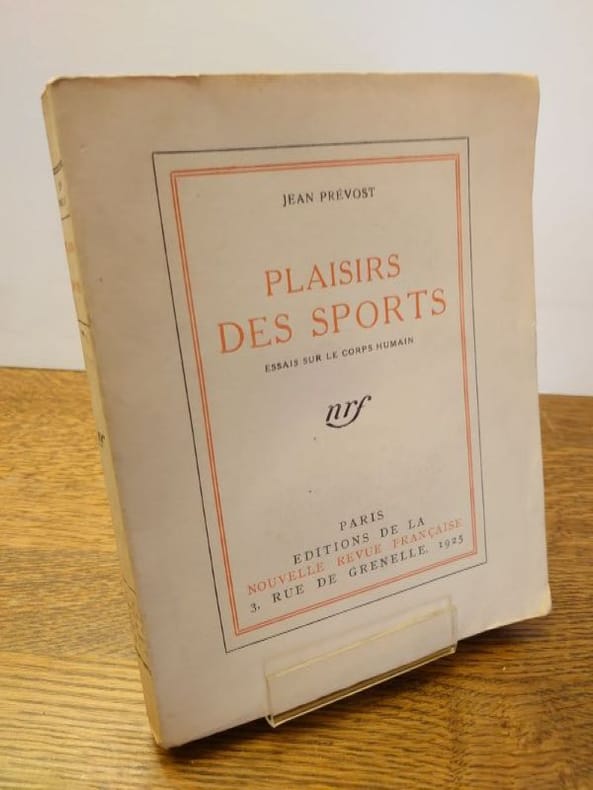 JEAN PRÉVOST
PLAISIRS
DES SPORTS
ESSAIS SUR LE CORPS HUMAIN
nrf
PARIS
EDITIONS DE LA
NOUVELLE REVUE FRANÇAISE
3, RUE DE GRENELLE. 1925
nrf